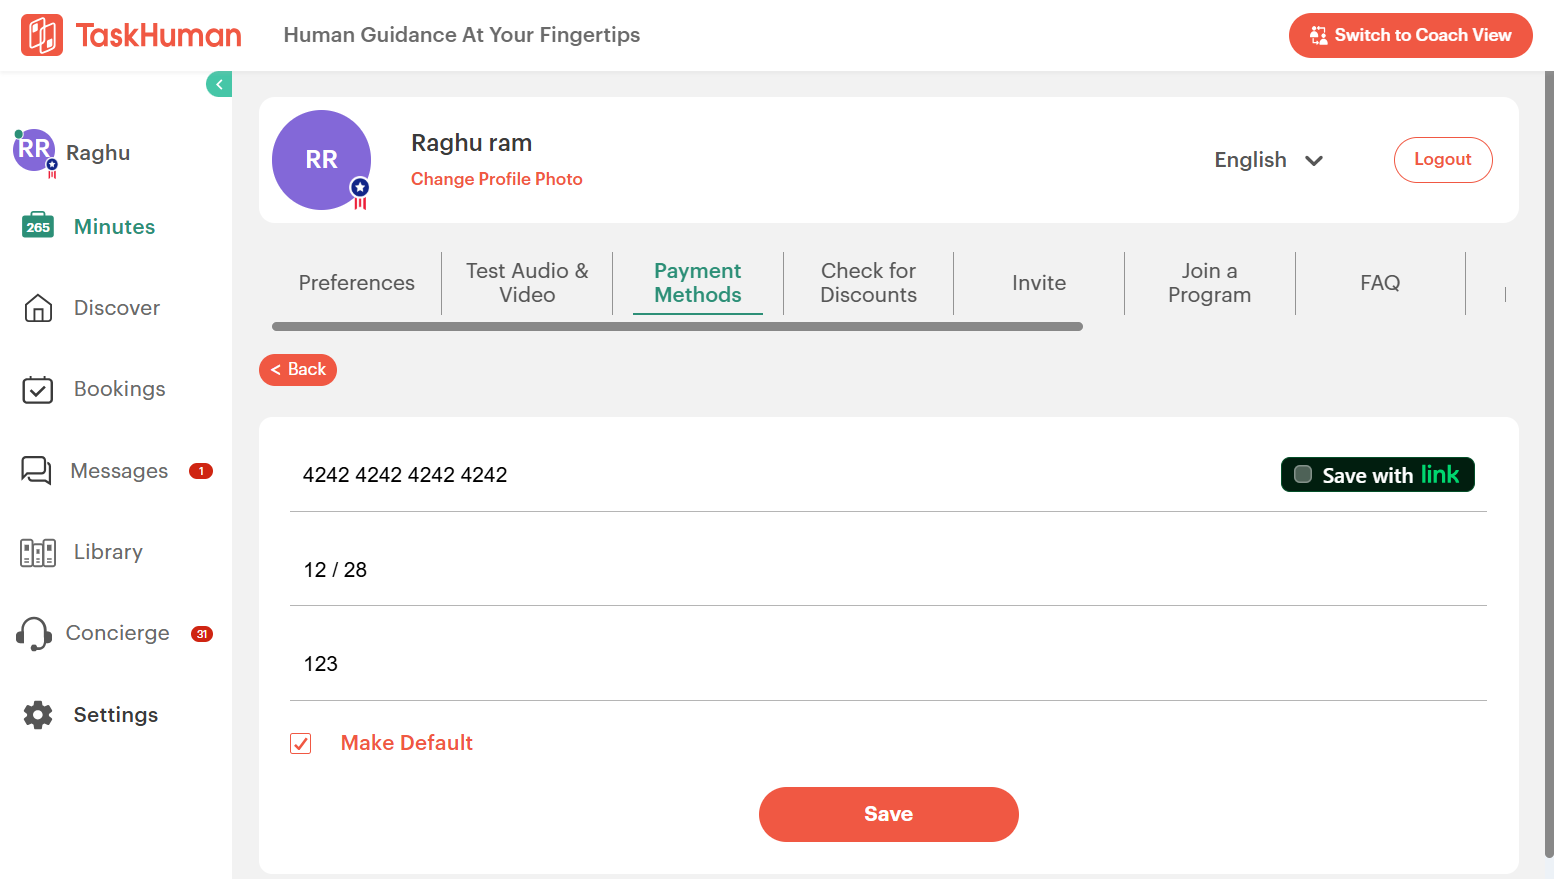 TaskHuman
Human Guidance At Your Fingertips
Switch to Coach View
RR
Raghu
265
Minutes
Discover
Bookings
Messages
1
Library
Concierge
31
Settings
RR
Raghu ram
Change Profile Photo
English
Logout
Preferences
Test Audio &
Video
Payment
Methods
Check for
Discounts
Invite
Join a
Program
FAQ
< Back
4242 4242 4242 4242
Save with link
12 / 28
123
Make Default
Save